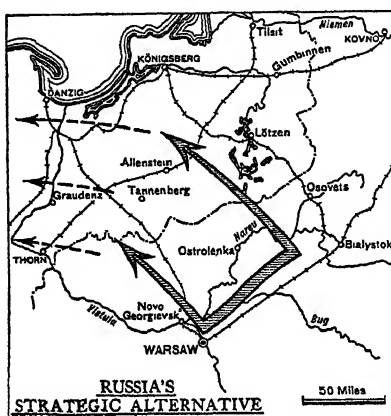 Tilsit
Niemen
KOVNO
KÖNIGSBERG
Gumbinnen
DANZIG
Lötzen
Allenstein
Osovets
Graudenz
Tannenberg
Narev
THORN
Ostrolenka
Bialystok
Vistula
Novo
Georgievsk
Bug
WARSAW
RUSSIA'S
STRATEGIC ALTERNATIVE
50 Miles